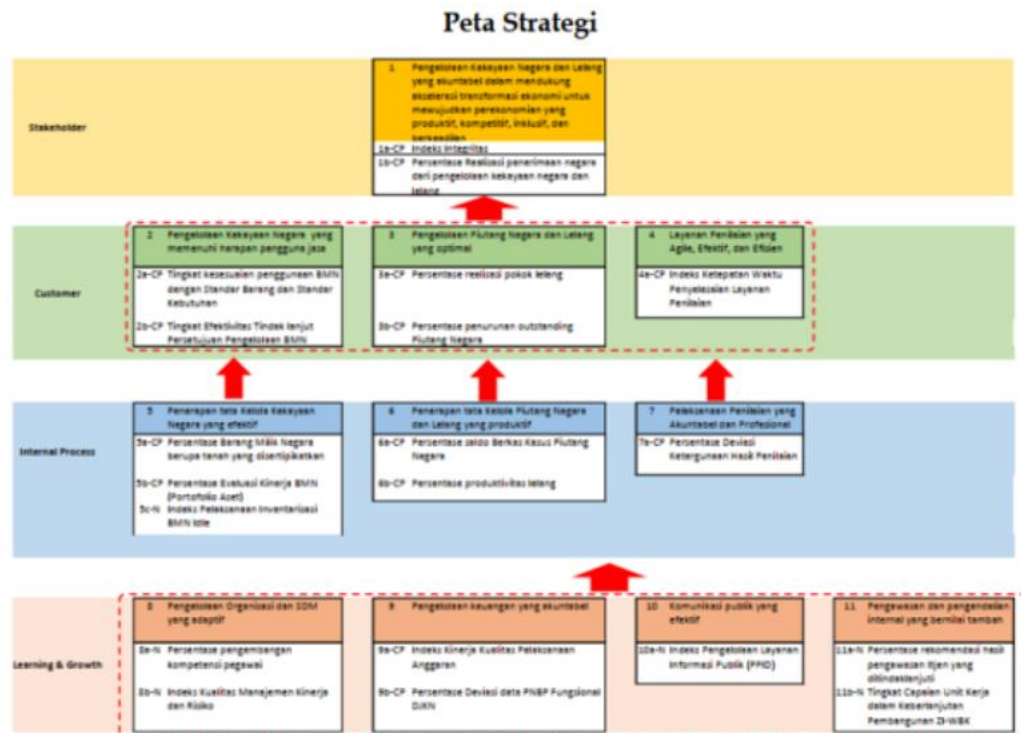 Peta Strategi
Stakeholder
1 Pengelolaan Kekayaan Negara dan Lelang
yang akuntabel dalam mendukung
akselerasi transformasi ekonomi untuk
mewujudkan perekonomian yang
produktif, kompetitif, inklusif, dan
berkeadilan
1a-CP Indeks Integritas
1b-CP Persentase Realisasi penerimaan negara
dari pengelolaan kekayaan negara dan
lelang
Customer
2 Pengelolaan Kekayaan Negara yang
memenuhi harapan pengguna jasa
2a-CP Tingkat kesesuaian penggunaan BMN
dengan Standar Barang dan Standar
Kebutuhan
2b-CP Tingkat Efektivitas Tindak lanjut
Persetujuan Pengelolaan BMN
3 Pengelolaan Piutang Negara dan Lelang
yang optimal
3a-CP Persentase realisasi pokok lelang
3b-CP Persentase penurunan outstanding
Piutang Negara
4 Layanan Penilaian yang
Agile, Efektif, dan Efisien
4a-CP Indeks Ketepatan Waktu
Penyelesaian Layanan
Penilaian
Internal Process
5 Penerapan tata Kelola Kekayaan
Negara yang efektif
5a-CP Persentase Barang Milik Negara
berupa tanah yang disertipikatkan
5b-CP Persentase Evaluasi Kinerja BMN
(Portofolio Aset)
5c-N Indeks Pelaksanaan Inventarisasi
BMN Idle
6 Penerapan tata Kelola Piutang Negara
dan Lelang yang produktif
6a-CP Persentase saldo Berkas Kasus Piutang
Negara
6b-CP Persentase produktivitas lelang
7 Pelaksanaan Penilaian yang
Akuntabel dan Profesional
7a-CP Persentase Deviasi
Ketergunaan Hasil Penilaian
Learning & Growth
8 Pengelolaan Organisasi dan SDM
yang adaptif
8a-N Persentase pengembangan
kompetensi pegawai
8b-N Indeks Kualitas Manajemen Kinerja
dan Risiko
9 Pengelolaan keuangan yang akuntabel
9a-CP Indeks Kinerja Kualitas Pelaksanaan
Anggaran
9b-CP Persentase Deviasi data PNBP Fungsional
DJKN
10 Komunikasi publik yang
efektif
10a-N Indeks Pengelolaan Layanan
Informasi Publik (PPID)
11 Pengawasan dan pengendalian
internal yang bernilai tambah
11a-N Persentase rekomendasi hasil
pengawasan Itjen yang
ditindaklanjuti
11b-N Tingkat Capaian Unit Kerja
dalam Keberlanjutan
Pembangunan ZI-WBK